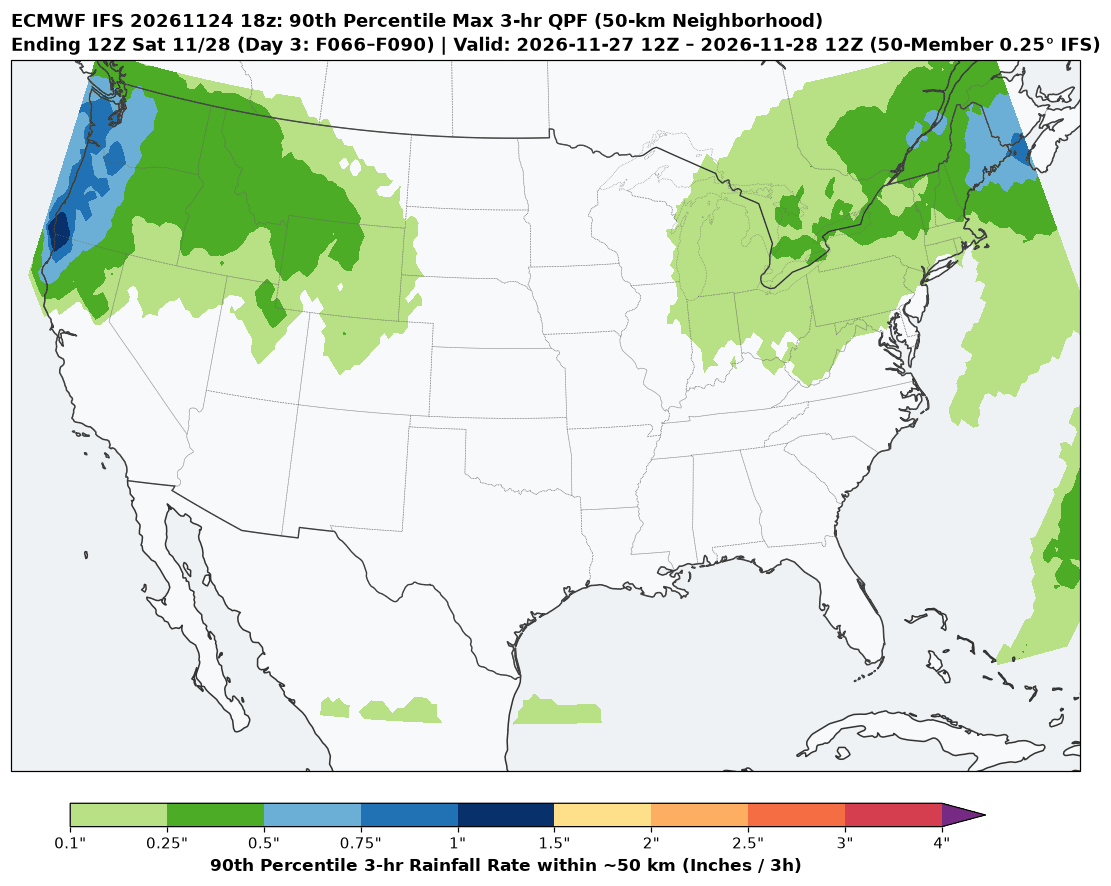 ECMWF IFS 20261124 18z: 90th Percentile Max 3-hr QPF (50-km Neighborhood)
Ending 12Z Sat 11/28 (Day 3: F066–F090) | Valid: 2026-11-27 12Z – 2026-11-28 12Z (50-Member 0.25° IFS)
0.1" 0.25" 0.5" 0.75" 1" 1.5" 2" 2.5" 3" 4"
90th Percentile 3-hr Rainfall Rate within ~50 km (Inches / 3h)